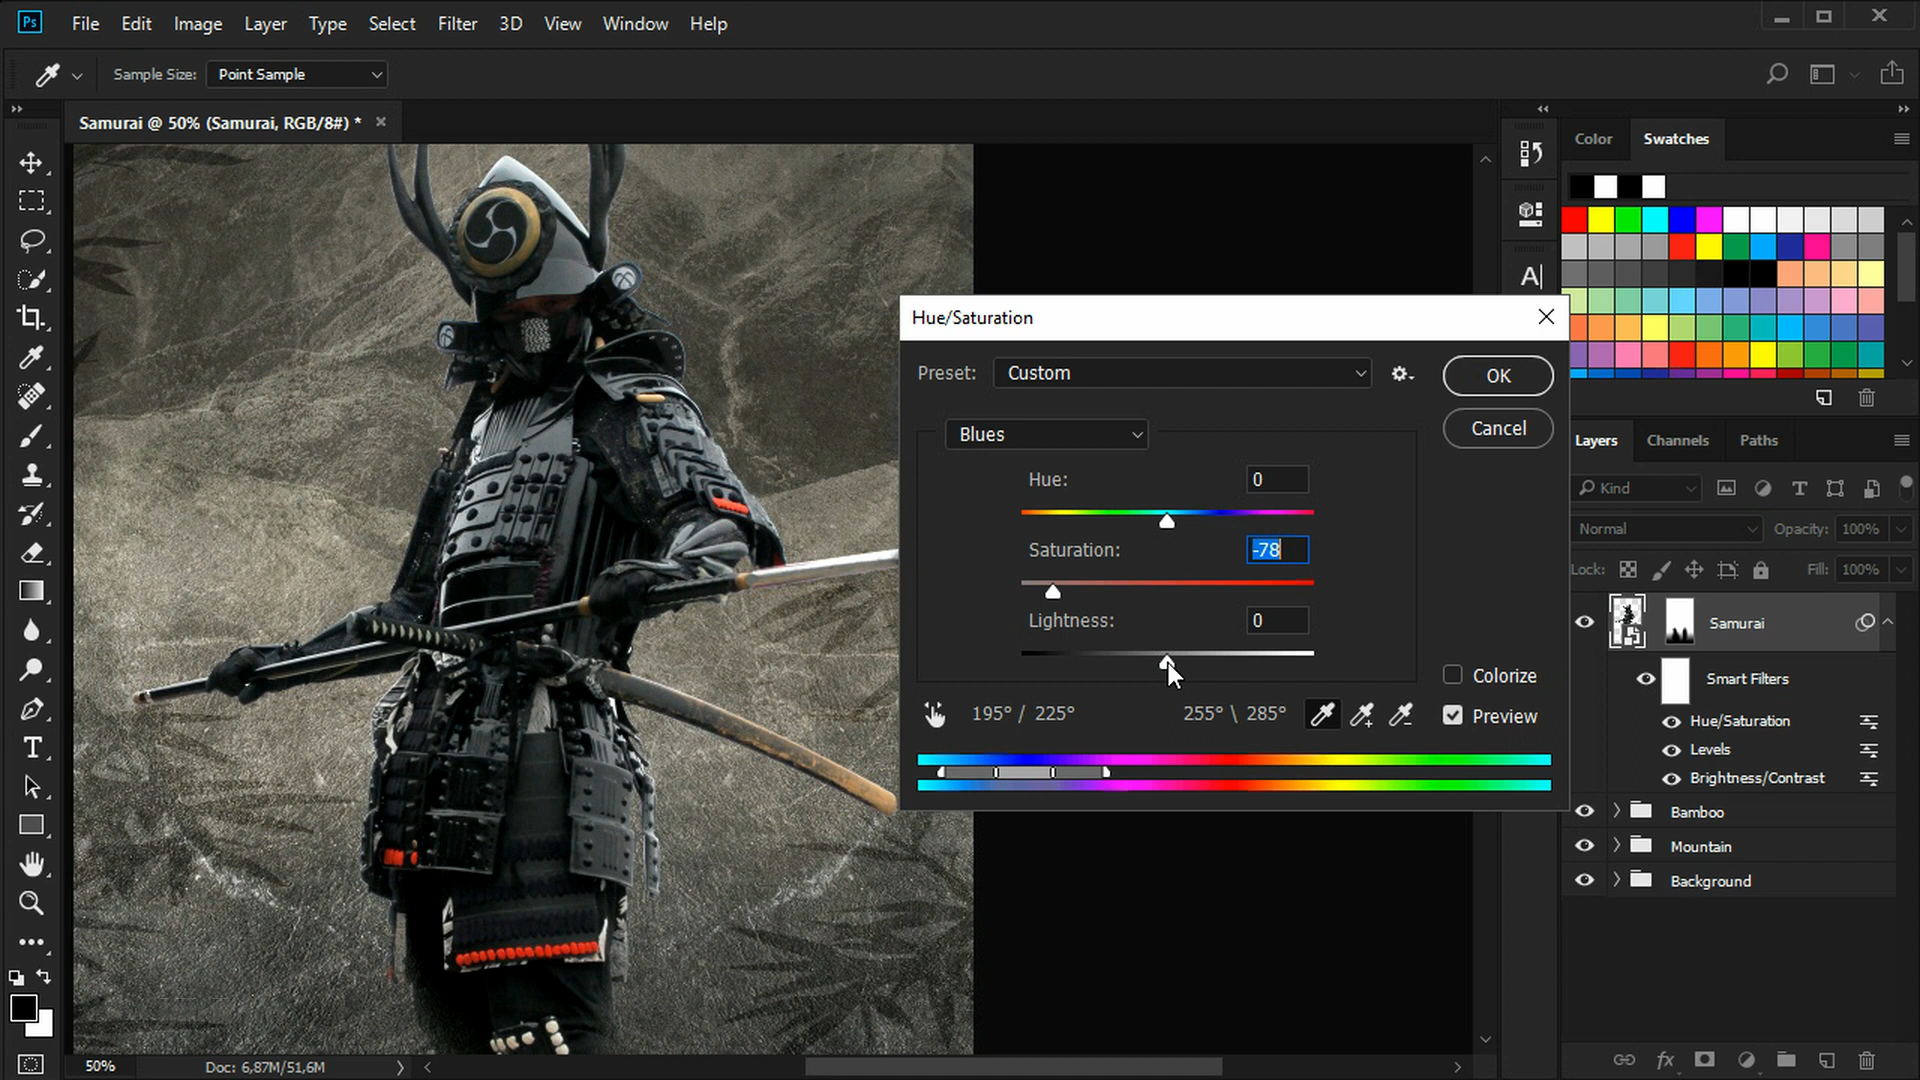 Ps File Edit Image Layer Type Select Filter 3D View Window Help
Sample Size: Point Sample
Samurai @ 50% (Samurai, RGB/8#) *
Color Swatches
A
Hue/Saturation
Preset: Custom
OK
Cancel
Blues
Hue: 0
Saturation: -78
Lightness: 0
Colorize
195° / 225° 255° \ 285°
Preview
Layers Channels Paths
Kind
Normal Opacity: 100%
Lock: Fill: 100%
Samurai
Smart Filters
Hue/Saturation
Levels
Brightness/Contrast
Bamboo
Mountain
Background
T
fx
50% Doc: 6,87M/51,6M